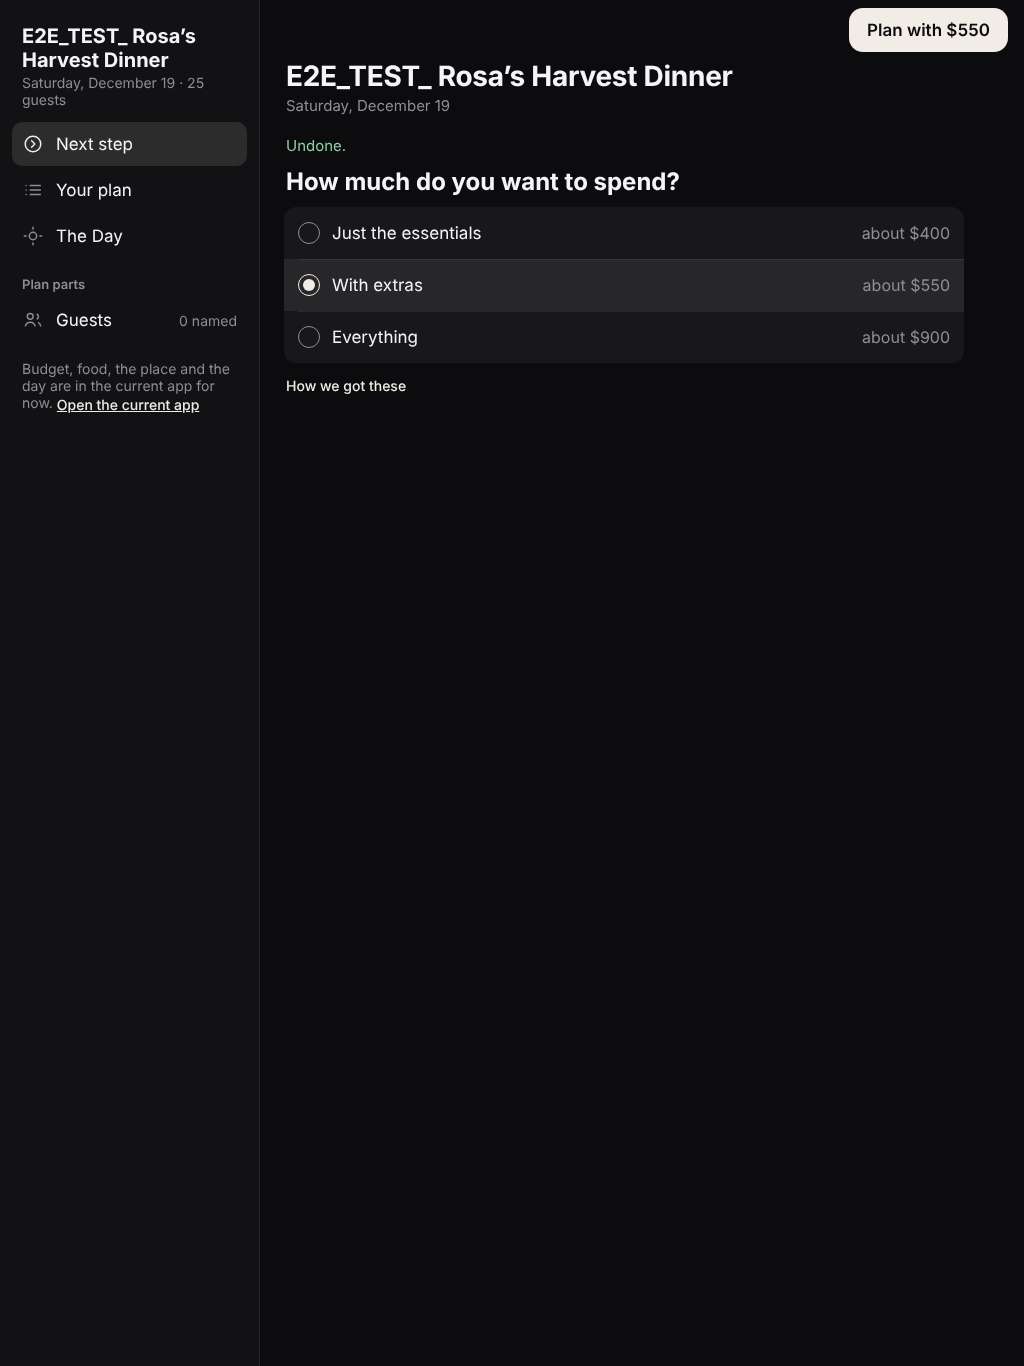 E2E_TEST_ Rosa’s
Harvest Dinner
Saturday, December 19 · 25
guests
Next step
Your plan
The Day
Plan parts
Guests 0 named
Budget, food, the place and the
day are in the current app for
now. Open the current app
Plan with $550
E2E_TEST_ Rosa’s Harvest Dinner
Saturday, December 19
Undone.
How much do you want to spend?
Just the essentials about $400
With extras about $550
Everything about $900
How we got these